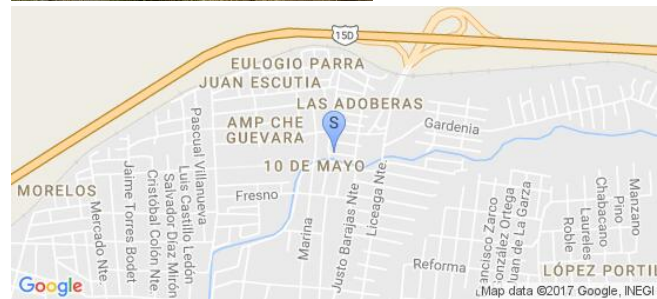 15D
EULOGIO PARRA
JUAN ESCUTIA
LAS ADOBERAS
AMP CHE
GUEVARA
S
Gardenia
10 DE MAYO
MORELOS
Mercado Nte.
Jaime Torres Bodet
Cristóbal Colón Nte.
Salvador Díaz Mirón
Luis Castillo Ledón
Pascual Villanueva
Fresno
Marina
Justo Barajas Nte
Liceaga Nte.
Reforma
Francisco Zarco
González Ortega
Juan de La Garza
Roble
Laureles
Chabacano
Pino
Manzano
LÓPEZ PORTIL
Google
Map data ©2017 Google, INEGI